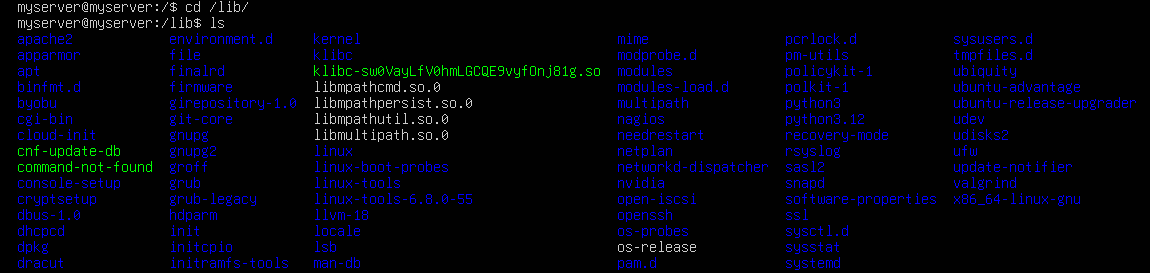 myserver@myserver:/$ cd /lib/
myserver@myserver:/lib$ ls
apache2 environment.d kernel mime pcrlock.d sysusers.d
apparmor file klibc modprobe.d pm-utils tmpfiles.d
apt finalrd klibc-sw0VayLfV0hmLGCQE9vyfOnj81g.so modules policykit-1 ubiquity
binfmt.d firmware libmpathcmd.so.0 modules-load.d polkit-1 ubuntu-advantage
byobu girepository-1.0 libmpathpersist.so.0 multipath python3 ubuntu-release-upgrader
cgi-bin git-core libmpathutil.so.0 nagios python3.12 udev
cloud-init gnupg libmultipath.so.0 needrestart recovery-mode udisks2
cnf-update-db gnupg2 linux netplan rsyslog ufw
command-not-found groff linux-boot-probes networkd-dispatcher sasl2 update-notifier
console-setup grub linux-tools nvidia snapd valgrind
cryptsetup grub-legacy linux-tools-6.8.0-55 open-iscsi software-properties x86_64-linux-gnu
dbus-1.0 hdparm llvm-18 openssh ssl
dhcpcd init locale os-probes sysctl.d
dpkg initcpio lsb os-release sysstat
dracut initramfs-tools man-db pam.d systemd